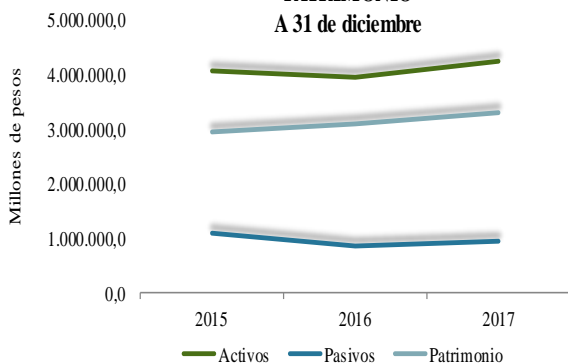 A 31 de diciembre
5.000.000,0
4.000.000,0
3.000.000,0
2.000.000,0
1.000.000,0
0,0
Millones de pesos
2015 2016 2017
Activos Pasivos Patrimonio